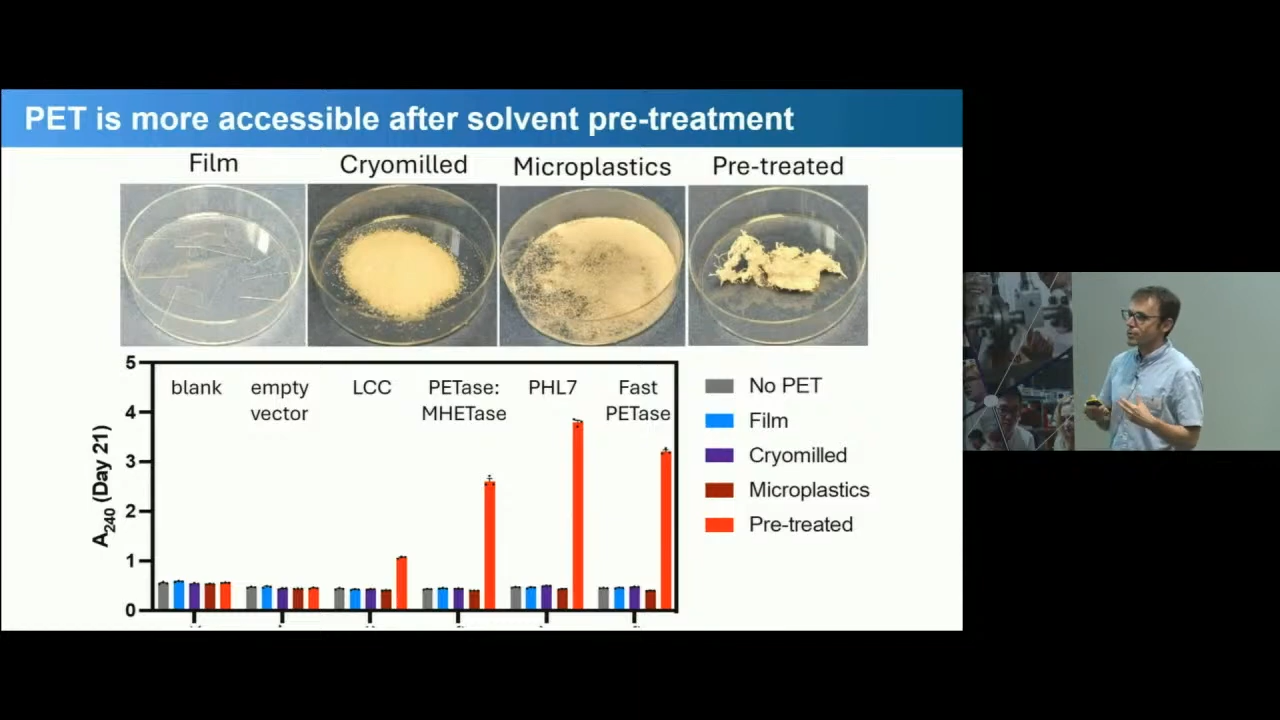 PET is more accessible after solvent pre-treatment
Film
Cryomilled
Microplastics
Pre-treated
5
4
3
2
1
0
A240 (Day 21)
blank
empty
vector
LCC
PETase:
MHETase
PHL7
Fast
PETase
No PET
Film
Cryomilled
Microplastics
Pre-treated